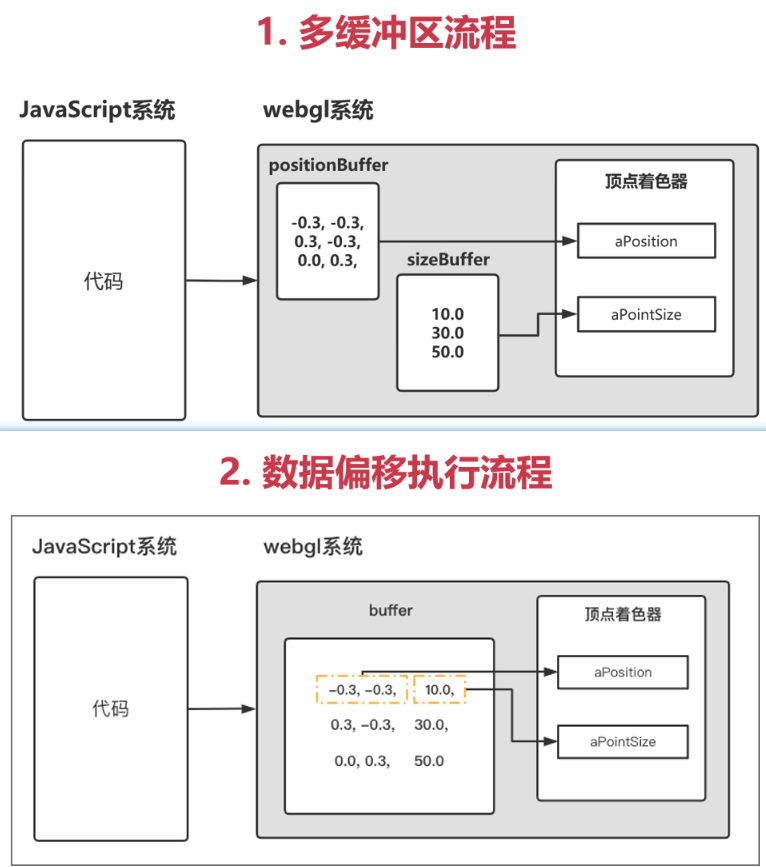 1. 多缓冲区流程
JavaScript系统
webgl系统
代码
positionBuffer
-0.3, -0.3,
0.3, -0.3,
0.0, 0.3,
sizeBuffer
10.0
30.0
50.0
顶点着色器
aPosition
aPointSize
2. 数据偏移执行流程
JavaScript系统
webgl系统
代码
buffer
-0.3, -0.3, 10.0,
0.3, -0.3, 30.0,
0.0, 0.3, 50.0
顶点着色器
aPosition
aPointSize